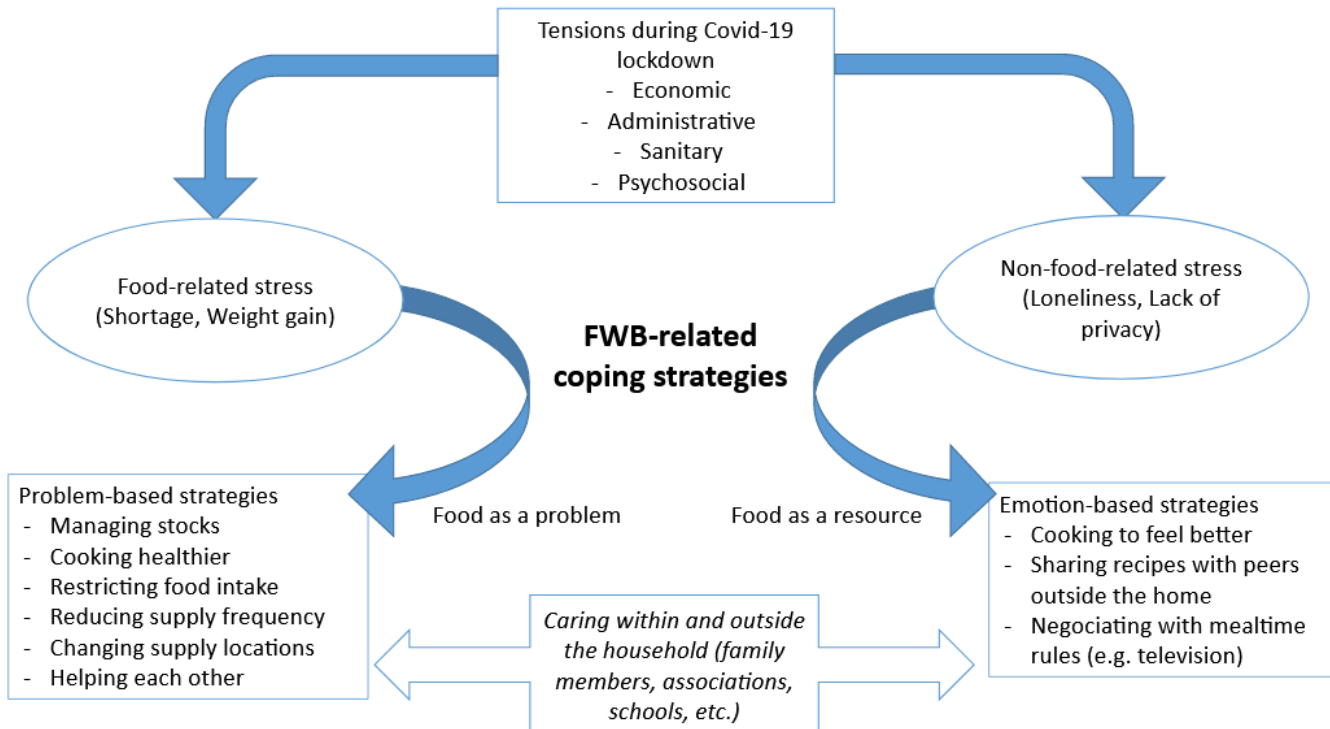 Tensions during Covid-19
lockdown
- Economic
- Administrative
- Sanitary
- Psychosocial
Food-related stress
(Shortage, Weight gain)
Non-food-related stress
(Loneliness, Lack of
privacy)
FWB-related
coping strategies
Problem-based strategies
- Managing stocks
- Cooking healthier
- Restricting food intake
- Reducing supply frequency
- Changing supply locations
- Helping each other
Food as a problem
Food as a resource
Emotion-based strategies
- Cooking to feel better
- Sharing recipes with peers
outside the home
- Negociating with mealtime
rules (e.g. television)
Caring within and outside
the household (family
members, associations,
schools, etc.)